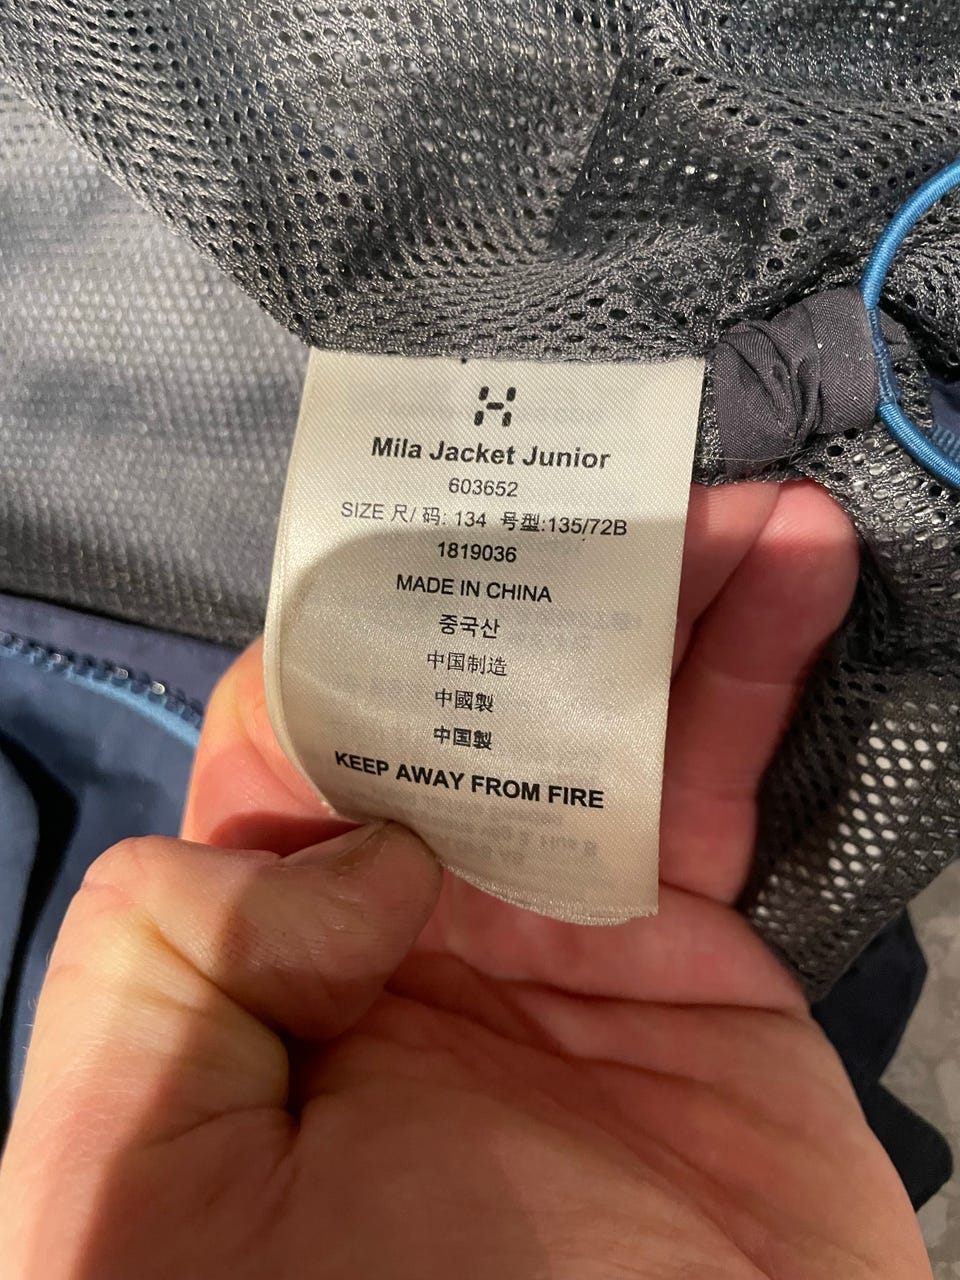 Mila Jacket Junior
603652
SIZE 尺/ 码: 134 号型:135/72B
1819036
MADE IN CHINA
중국산
中国制造
中國製
中国製
KEEP AWAY FROM FIRE